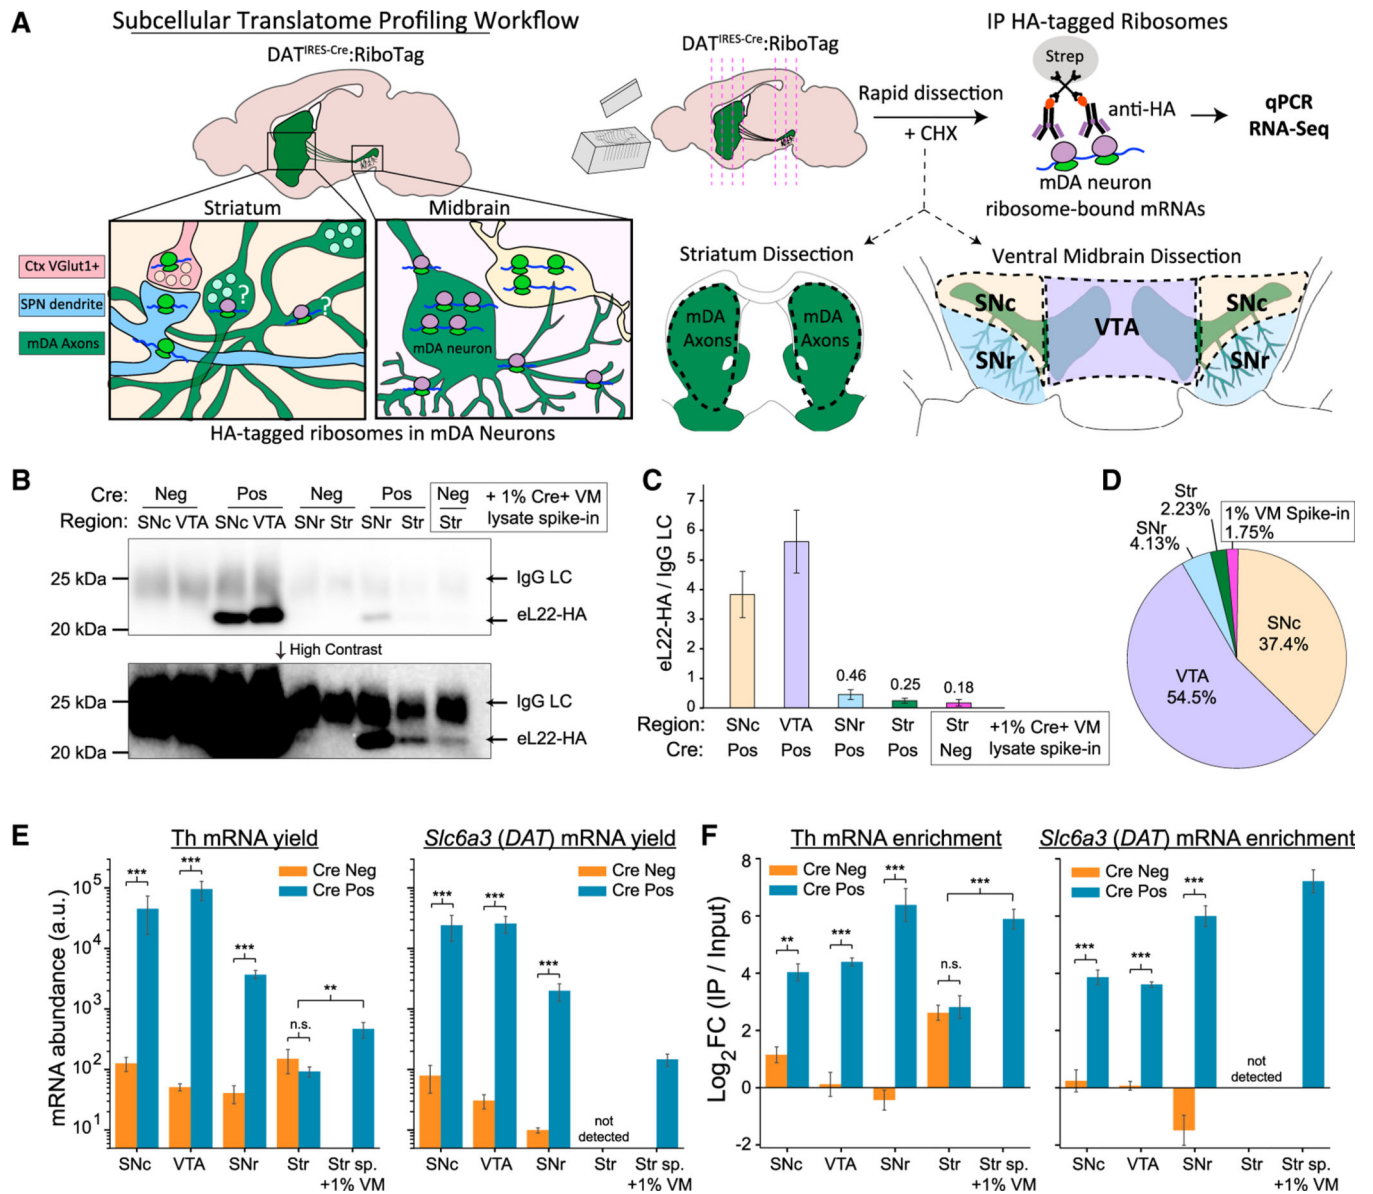 A
Subcellular Translatome Profiling Workflow
DAT^IRES-Cre:RiboTag
Striatum
Midbrain
Ctx VGlut1+
SPN dendrite
mDA Axons
?
?
mDA neuron
HA-tagged ribosomes in mDA Neurons
DAT^IRES-Cre:RiboTag
Rapid dissection
+ CHX
IP HA-tagged Ribosomes
Strep
anti-HA
qPCR
RNA-Seq
mDA neuron
ribosome-bound mRNAs
Striatum Dissection
mDA
Axons
mDA
Axons
Ventral Midbrain Dissection
SNc
SNc
VTA
SNr
SNr
B
Cre: Neg Pos Neg Pos Neg + 1% Cre+ VM
Region: SNc VTA SNc VTA SNr Str SNr Str Str lysate spike-in
25 kDa
IgG LC
eL22-HA
20 kDa
↓ High Contrast
25 kDa
IgG LC
eL22-HA
20 kDa
C
eL22-HA / IgG LC
7
6
5
4
3
2
1
0
0.46
0.25
0.18
Region: SNc VTA SNr Str Str +1% Cre+ VM
Cre: Pos Pos Pos Pos Neg lysate spike-in
D
Str
2.23%
1% VM Spike-in
1.75%
SNr
4.13%
SNc
37.4%
VTA
54.5%
E
Th mRNA yield
mRNA abundance (a.u.)
10^5
10^4
10^3
10^2
10^1
Cre Neg
Cre Pos
***
***
***
n.s.
**
SNc VTA SNr Str Str sp.
+1% VM
Slc6a3 (DAT) mRNA yield
Cre Neg
Cre Pos
***
***
***
not
detected
SNc VTA SNr Str Str sp.
+1% VM
F
Th mRNA enrichment
Log2FC (IP / Input)
8
6
4
2
0
-2
Cre Neg
Cre Pos
**
***
***
n.s.
***
SNc VTA SNr Str Str sp.
+1% VM
Slc6a3 (DAT) mRNA enrichment
Cre Neg
Cre Pos
***
***
***
not
detected
SNc VTA SNr Str Str sp.
+1% VM